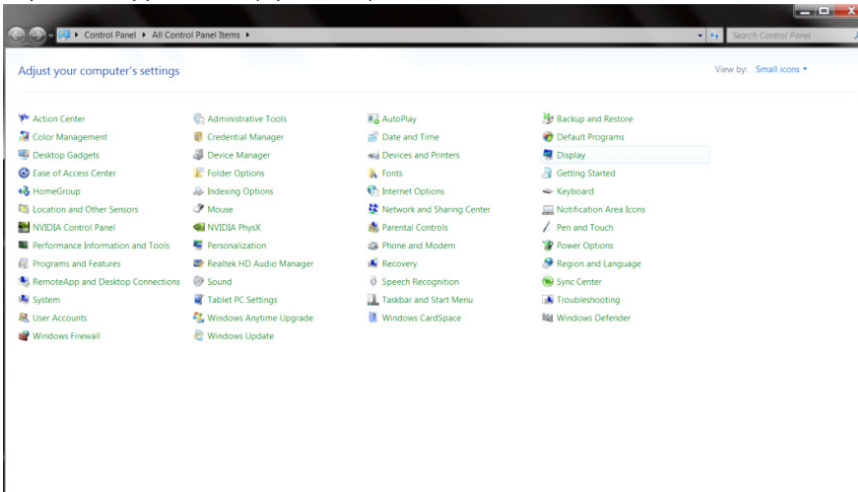 Control Panel ▸ All Control Panel Items ▸ Search Control Panel
Adjust your computer's settings View by: Small icons
Action Center Administrative Tools AutoPlay Backup and Restore
Color Management Credential Manager Date and Time Default Programs
Desktop Gadgets Device Manager Devices and Printers Display
Ease of Access Center Folder Options Fonts Getting Started
HomeGroup Indexing Options Internet Options Keyboard
Location and Other Sensors Mouse Network and Sharing Center Notification Area Icons
NVIDIA Control Panel NVIDIA PhysX Parental Controls Pen and Touch
Performance Information and Tools Personalization Phone and Modem Power Options
Programs and Features Realtek HD Audio Manager Recovery Region and Language
RemoteApp and Desktop Connections Sound Speech Recognition Sync Center
System Tablet PC Settings Taskbar and Start Menu Troubleshooting
User Accounts Windows Anytime Upgrade Windows CardSpace Windows Defender
Windows Firewall Windows Update